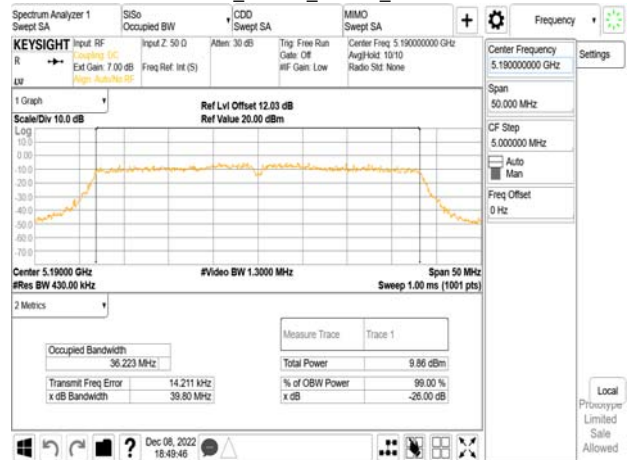 Spectrum Analyzer 1
Swept SA
SISo
Occupied BW
CDD
Swept SA
MIMO
Swept SA
+
Frequency
KEYSIGHT
R
LXI
Input: RF
Coupling: DC
Ext Gain: 7.00 dB
Align: Auto/No RF
Input Z: 50 Ω
Freq Ref: Int (S)
Atten: 30 dB
Trig: Free Run
Gate: Off
#IF Gain: Low
Center Freq: 5.190000000 GHz
Avg|Hold: 10/10
Radio Std: None
Center Frequency
5.190000000 GHz
Settings
Span
50.000 MHz
CF Step
5.000000 MHz
Auto
Man
Freq Offset
0 Hz
1 Graph
Scale/Div 10.0 dB
Ref Lvl Offset 12.03 dB
Ref Value 20.00 dBm
Log
10.0
0.00
-10.0
-20.0
-30.0
-40.0
-50.0
-60.0
-70.0
Center 5.19000 GHz
#Video BW 1.3000 MHz
Span 50 MHz
#Res BW 430.00 kHz
Sweep 1.00 ms (1001 pts)
2 Metrics
Measure Trace
Trace 1
Occupied Bandwidth
36.223 MHz
Total Power
9.86 dBm
Transmit Freq Error
14.211 kHz
% of OBW Power
99.00 %
x dB Bandwidth
39.80 MHz
x dB
-26.00 dB
Local
Prototype
Limited
Sale
Allowed
?
Dec 08, 2022
18:49:46